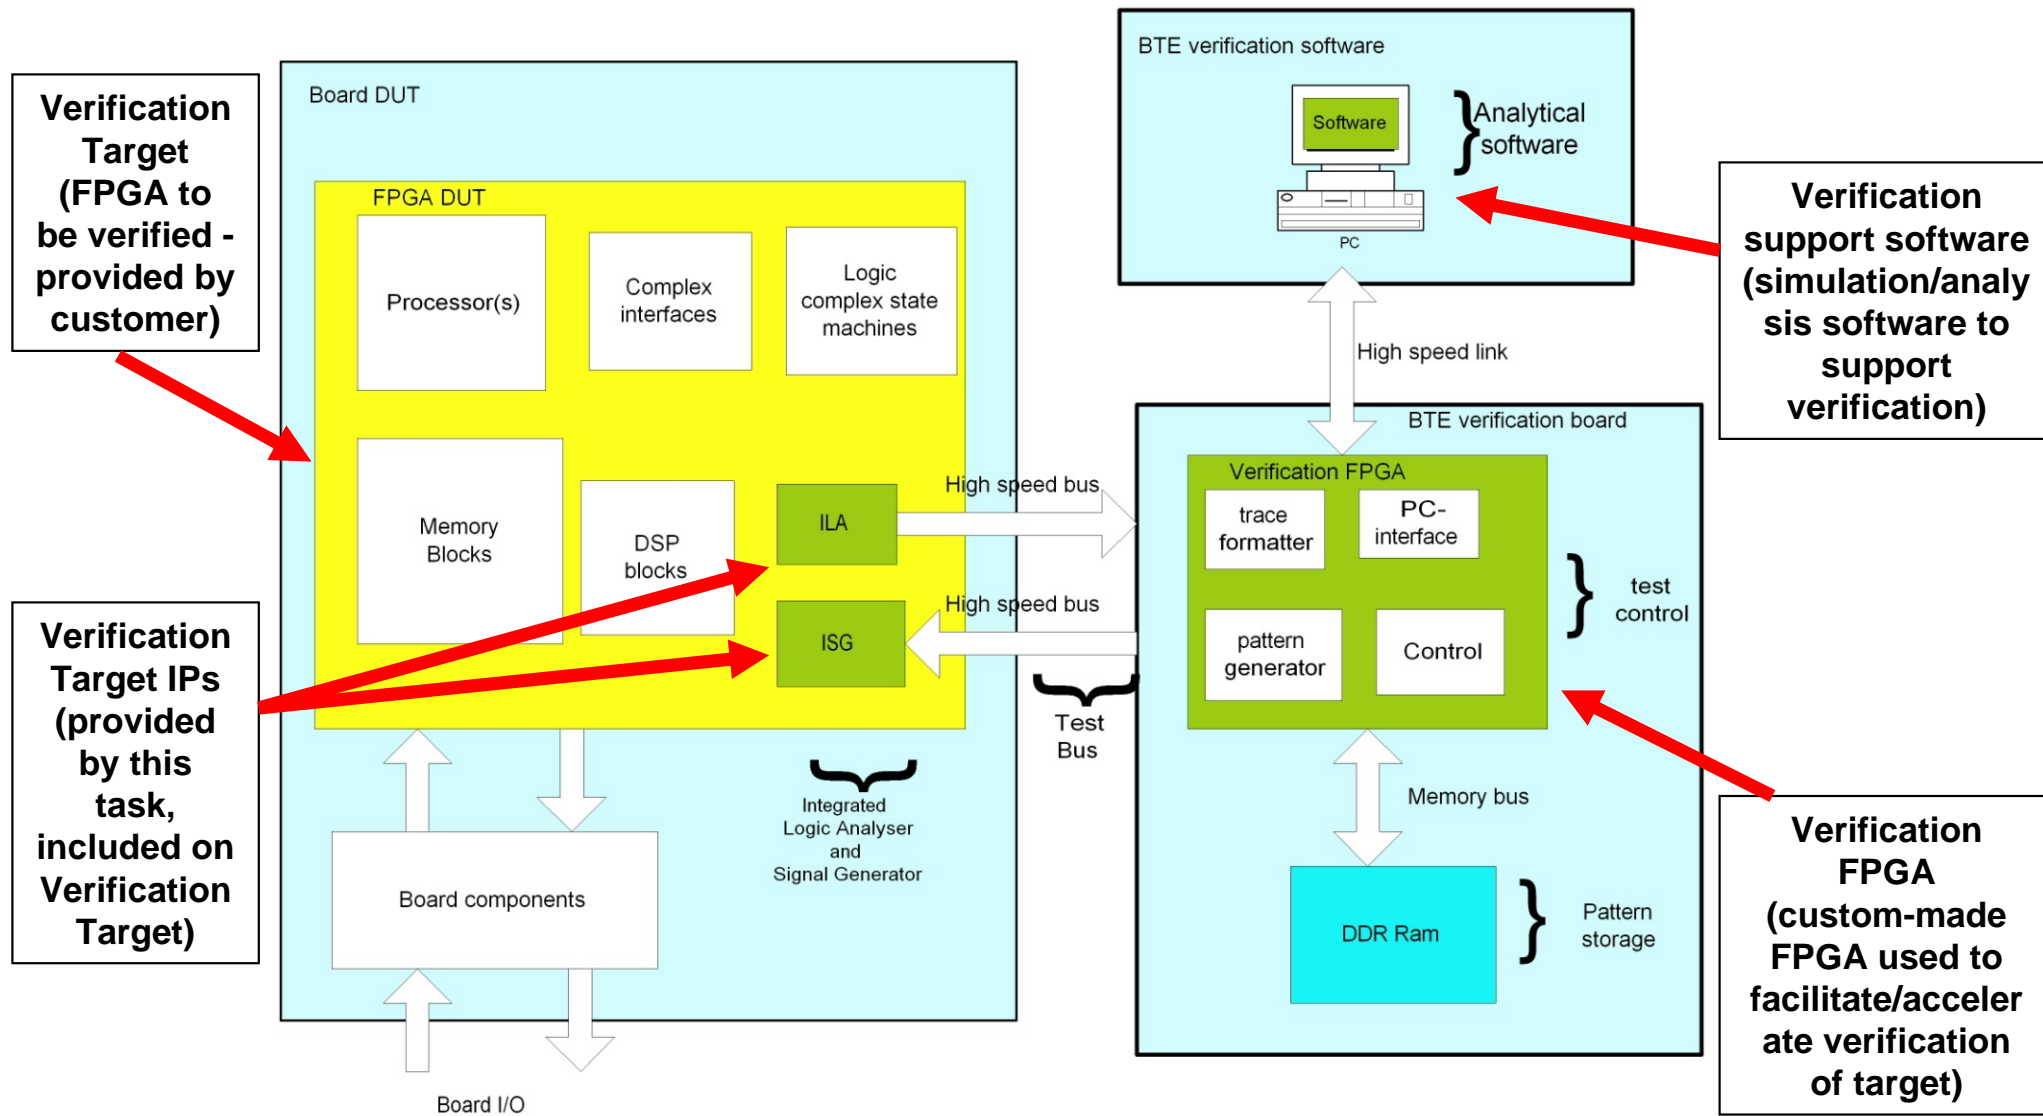 Verification
Target
(FPGA to
be verified -
provided by
customer)
Verification
Target IPs
(provided
by this
task,
included on
Verification
Target)
Board DUT
FPGA DUT
Processor(s)
Complex
interfaces
Logic
complex state
machines
Memory
Blocks
DSP
blocks
ILA
ISG
Integrated
Logic Analyser
and
Signal Generator
Board components
Board I/O
High speed bus
High speed bus
Test
Bus
BTE verification software
Software
PC
Analytical
software
High speed link
BTE verification board
Verification FPGA
trace
formatter
PC-
interface
pattern
generator
Control
test
control
Memory bus
DDR Ram
Pattern
storage
Verification
support software
(simulation/analy
sis software to
support
verification)
Verification
FPGA
(custom-made
FPGA used to
facilitate/acceler
ate verification
of target)